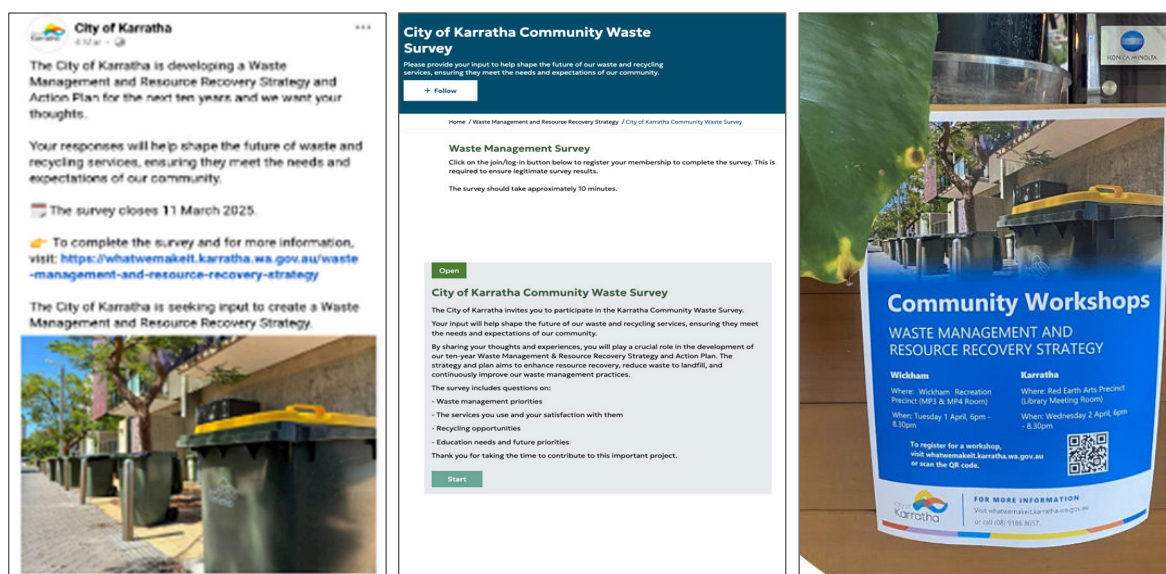 City of Karratha
4 Mar
The City of Karratha is developing a Waste
Management and Resource Recovery Strategy and
Action Plan for the next ten years and we want your
thoughts.
Your responses will help shape the future of waste and
recycling services, ensuring they meet the needs and
expectations of our community.
The survey closes 11 March 2025.
To complete the survey and for more information,
visit: https://whatwemakeit.karratha.wa.gov.au/waste
-management-and-resource-recovery-strategy
The City of Karratha is seeking input to create a Waste
Management and Resource Recovery Strategy.
City of Karratha Community Waste
Survey
Please provide your input to help shape the future of our waste and recycling
services, ensuring they meet the needs and expectations of our community.
+ Follow
Home / Waste Management and Resource Recovery Strategy / City of Karratha Community Waste Survey
Waste Management Survey
Click on the join/log-in button below to register your membership to complete the survey. This is
required to ensure legitimate survey results.
The survey should take approximately 10 minutes.
Open
City of Karratha Community Waste Survey
The City of Karratha invites you to participate in the Karratha Community Waste Survey.
Your input will help shape the future of our waste and recycling services, ensuring they meet
the needs and expectations of our community.
By sharing your thoughts and experiences, you will play a crucial role in the development of
our ten-year Waste Management & Resource Recovery Strategy and Action Plan. The
strategy and plan aims to enhance resource recovery, reduce waste to landfill, and
continuously improve our waste management practices.
The survey includes questions on:
- Waste management priorities
- The services you use and your satisfaction with them
- Recycling opportunities
- Education needs and future priorities
Thank you for taking the time to contribute to this important project.
Start
KONICA MINOLTA
Community Workshops
WASTE MANAGEMENT AND
RESOURCE RECOVERY STRATEGY
Wickham
Where: Wickham Recreation
Precinct (MP3 & MP4 Room)
When: Tuesday 1 April, 6pm -
8.30pm
Karratha
Where: Red Earth Arts Precinct
(Library Meeting Room)
When: Wednesday 2 April, 6pm
- 8.30pm
To register for a workshop,
visit whatwemakeit.karratha.wa.gov.au
or scan the QR code.
City of
Karratha
FOR MORE INFORMATION
Visit whatwemakeit.karratha.wa.gov.au
or call (08) 9186 8657.